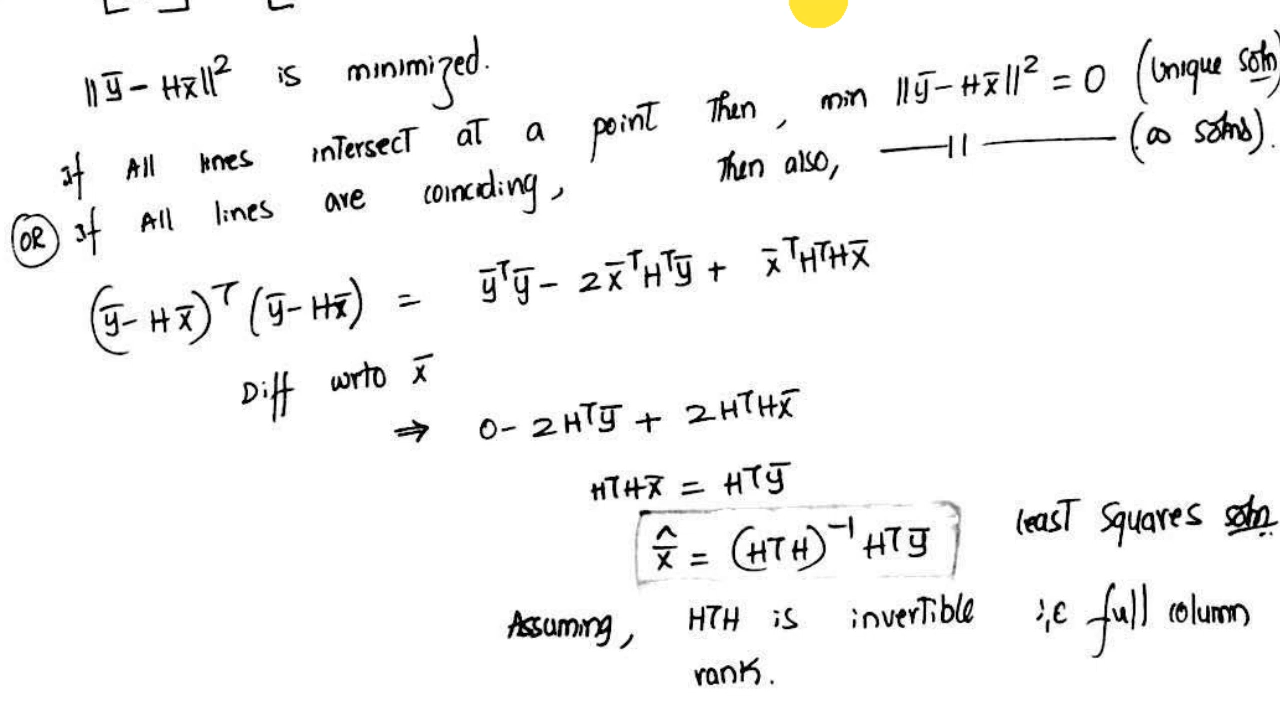 ||ȳ - Hx̄||² is minimized.
If All lines intersect at a point Then, min ||ȳ - Hx̄||² = 0 (Unique soln)
OR If All lines are coinciding, Then also, —||— (∞ solns).
(ȳ - Hx̄)ᵀ (ȳ - Hx̄) = ȳᵀȳ - 2x̄ᵀHᵀȳ + x̄ᵀHᵀHx̄
Diff wrto x̄
⇒ 0 - 2Hᵀȳ + 2HᵀHx̄
HᵀHx̄ = Hᵀȳ
x̄̂ = (HᵀH)⁻¹ Hᵀȳ least squares soln.
Assuming, HᵀH is invertible i.e full column
rank.